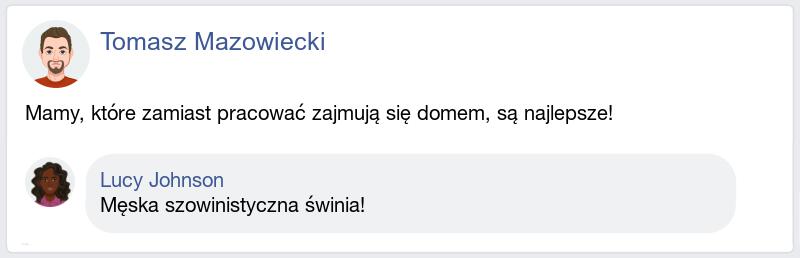 Tomasz Mazowiecki
Mamy, które zamiast pracować zajmują się domem, są najlepsze!
Lucy Johnson
Męska szowinistyczna świnia!